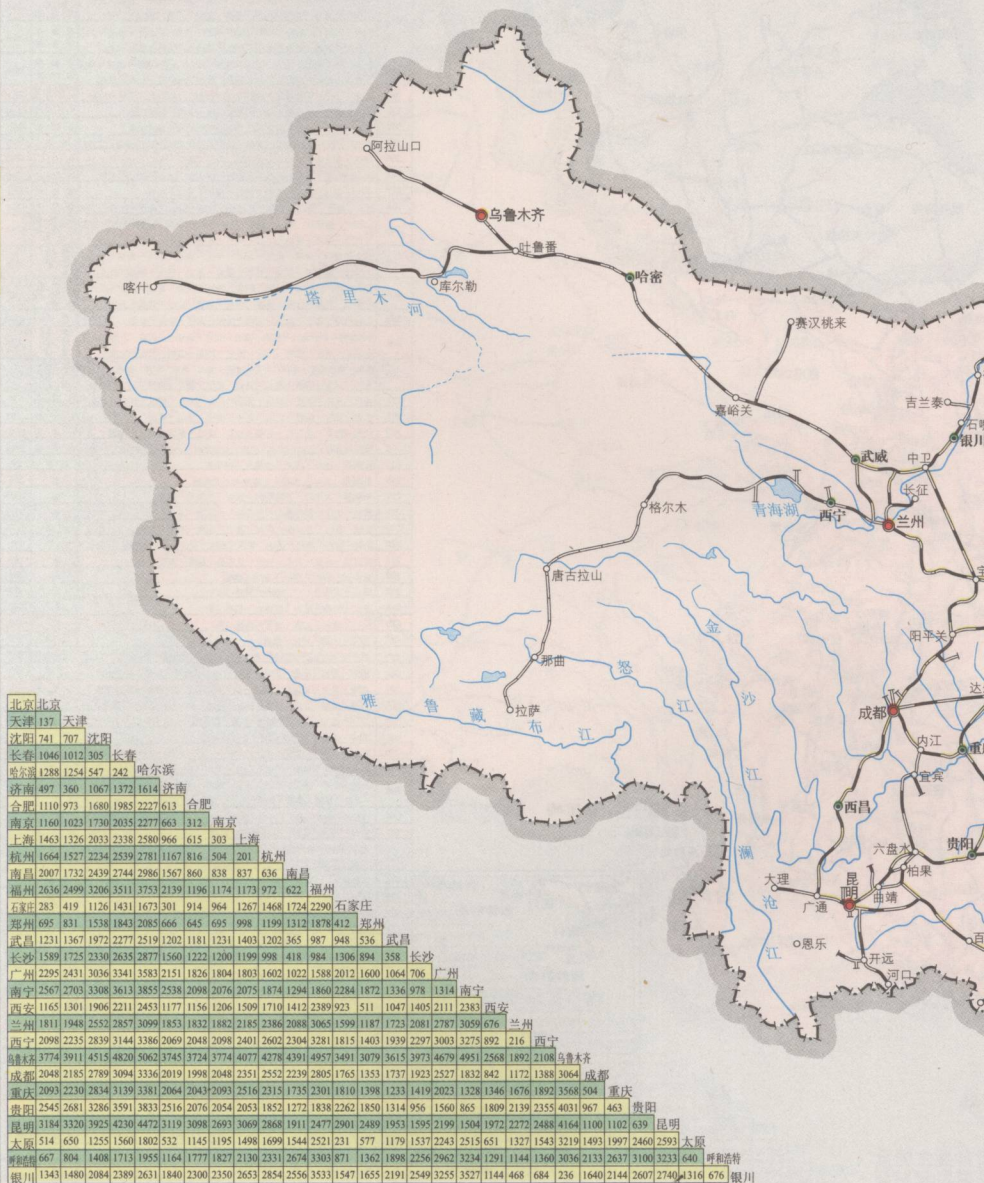 阿拉山口
乌鲁木齐
吐鲁番
哈密
喀什
库尔勒
塔里木河
赛汉桃来
嘉峪关
吉兰泰
银川
武威
中卫
长征
青海湖
西宁
兰州
格尔木
唐古拉山
金沙江
阳平关
那曲
怒江
拉萨
雅鲁藏布江
成都
内江
宜宾
西昌
六盘水
贵阳
柏果
澜沧江
大理
昆明
曲靖
广通
恩乐
开远
河口
北京 北京
天津 137 天津
沈阳 741 707 沈阳
长春 1046 1012 305 长春
哈尔滨 1288 1254 547 242 哈尔滨
济南 497 360 1067 1372 1614 济南
合肥 1110 973 1680 1985 2227 613 合肥
南京 1160 1023 1730 2035 2277 663 312 南京
上海 1463 1326 2033 2338 2580 966 615 303 上海
杭州 1664 1527 2234 2539 2781 1167 816 504 201 杭州
南昌 2007 1732 2439 2744 2986 1567 860 838 837 636 南昌
福州 2636 2499 3206 3511 3753 2139 1196 1174 1173 972 622 福州
石家庄 283 419 1126 1431 1673 301 914 964 1267 1468 1724 2290 石家庄
郑州 695 831 1538 1843 2085 666 645 695 998 1199 1312 1878 412 郑州
武昌 1231 1367 1972 2277 2519 1202 1181 1231 1403 1202 365 987 948 536 武昌
长沙 1589 1725 2330 2635 2877 1560 1222 1200 1199 998 418 984 1306 894 358 长沙
广州 2295 2431 3036 3341 3583 2151 1826 1804 1803 1602 1022 1588 2012 1600 1064 706 广州
南宁 2567 2703 3308 3613 3855 2538 2098 2076 2075 1874 1294 1860 2284 1872 1336 978 1314 南宁
西安 1165 1301 1906 2211 2453 1177 1156 1206 1509 1710 1412 2389 923 511 1047 1405 2111 2383 西安
兰州 1811 1948 2552 2857 3099 1853 1832 1882 2185 2386 2088 3065 1599 1187 1723 2081 2787 3059 676 兰州
西宁 2098 2235 2839 3144 3386 2069 2048 2098 2401 2602 2304 3281 1815 1403 1939 2297 3003 3275 892 216 西宁
乌鲁木齐 3774 3911 4515 4820 5062 3745 3724 3774 4077 4278 4391 4957 3491 3079 3615 3973 4679 4951 2568 1892 2108 乌鲁木齐
成都 2048 2185 2789 3094 3336 2019 1998 2048 2351 2552 2239 2805 1765 1353 1737 1923 2527 1832 842 1172 1388 3064 成都
重庆 2093 2230 2834 3139 3381 2064 2043 2093 2516 2315 1735 2301 1810 1398 1233 1419 2023 1328 1346 1676 1892 3568 504 重庆
贵阳 2545 2681 3286 3591 3833 2516 2076 2054 2053 1852 1272 1838 2262 1850 1314 956 1560 865 1809 2139 2355 4031 967 463 贵阳
昆明 3184 3320 3925 4230 4472 3119 3098 2693 3069 2868 1911 2477 2901 2489 1953 1595 2199 1504 1972 2272 2488 4164 1100 1102 639 昆明
太原 514 650 1255 1560 1802 532 1145 1195 1498 1699 1544 2521 231 577 1179 1537 2243 2515 651 1327 1543 3219 1493 1997 2460 2593 太原
呼和浩特 667 804 1408 1713 1955 1164 1777 1827 2130 2331 2674 3303 871 1362 1898 2256 2962 3234 1291 1144 1360 3036 2133 2637 3100 3233 640 呼和浩特
银川 1343 1480 2084 2389 2631 1840 2300 2350 2653 2854 2556 3533 1547 1655 2191 2549 3255 3527 1144 468 684 236 1640 2144 2607 2740 1316 676 银川